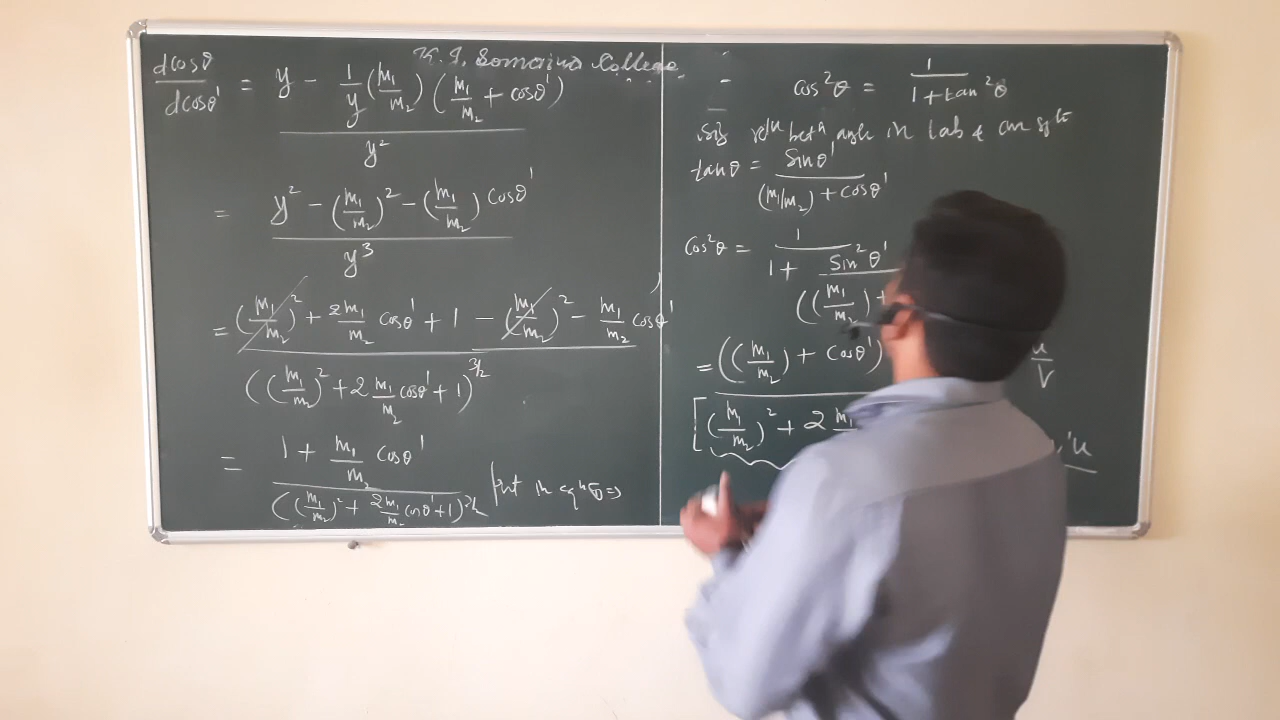 K. J. Somaiya College
dcosθ/dcosθ' = y - 1/y (m₁/m₂) (m₁/m₂ + cosθ') / y²
= y² - (m₁/m₂)² - (m₁/m₂) cosθ' / y³
= (m₁/m₂)² + 2m₁/m₂ cosθ' + 1 - (m₁/m₂)² - m₁/m₂ cosθ' / ((m₁/m₂)² + 2 m₁/m₂ cosθ' + 1)^3/2
= 1 + m₁/m₂ cosθ' / ((m₁/m₂)² + 2m₁/m₂ cosθ' + 1)^3/2 put in eqⁿ ⇒
cos²θ = 1 / 1 + tan²θ
relⁿ betⁿ angle in lab & cm
tanθ = sinθ' / (m₁/m₂) + cosθ'
cos²θ = 1 / 1 + sin²θ' / ((m₁/m₂) +
= ((m₁/m₂) + cosθ') / [(m₁/m₂)² + 2 m₁
u/V
'u